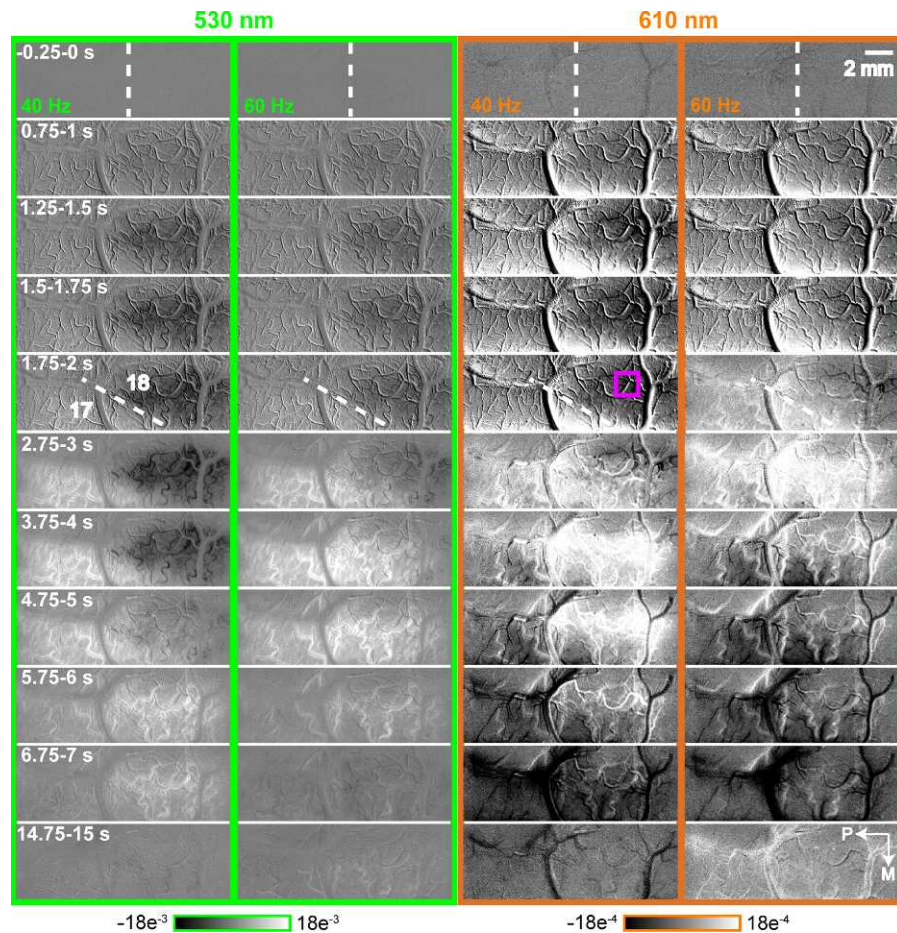 530 nm
610 nm
-0.25-0 s
2 mm
40 Hz
60 Hz
40 Hz
60 Hz
0.75-1 s
1.25-1.5 s
1.5-1.75 s
1.75-2 s
18
17
2.75-3 s
3.75-4 s
4.75-5 s
5.75-6 s
6.75-7 s
14.75-15 s
P
M
-18e⁻³
18e⁻³
-18e⁻⁴
18e⁻⁴